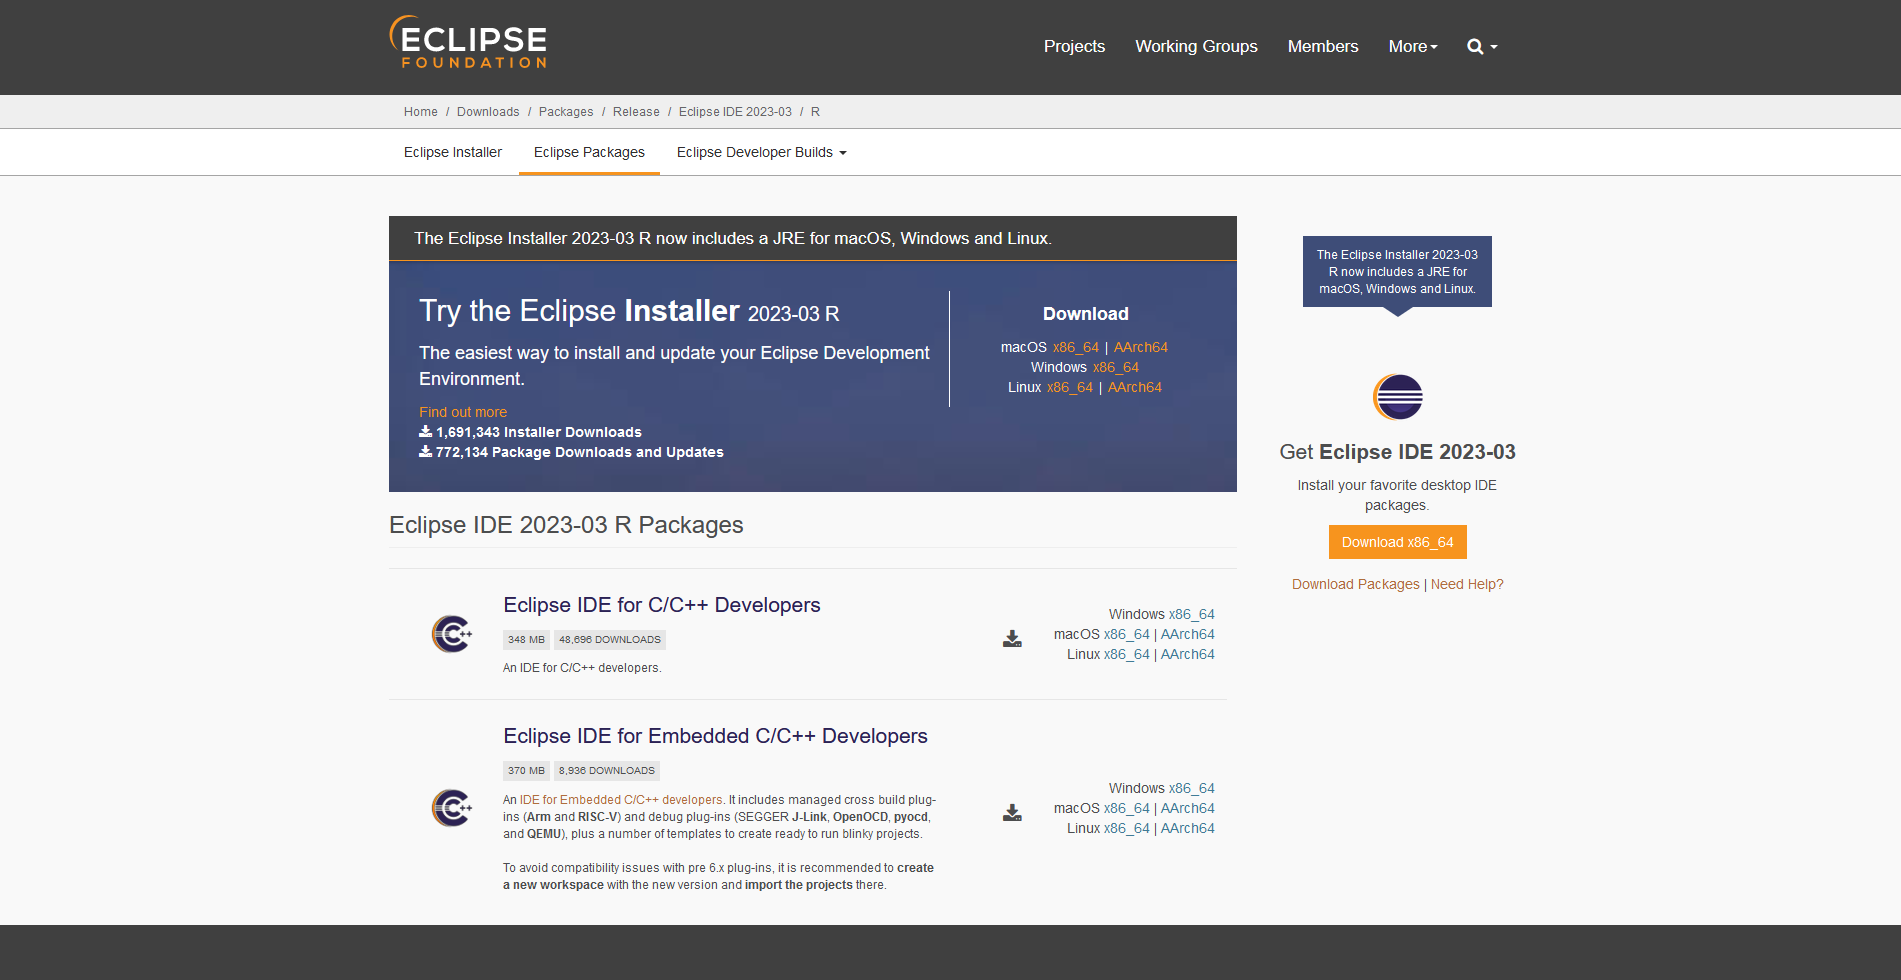 ECLIPSE
FOUNDATION
Projects
Working Groups
Members
More
Home / Downloads / Packages / Release / Eclipse IDE 2023-03 / R
Eclipse Installer
Eclipse Packages
Eclipse Developer Builds
The Eclipse Installer 2023-03 R now includes a JRE for macOS, Windows and Linux.
Try the Eclipse Installer 2023-03 R
The easiest way to install and update your Eclipse Development
Environment.
Find out more
1,691,343 Installer Downloads
772,134 Package Downloads and Updates
Download
macOS x86_64 | AArch64
Windows x86_64
Linux x86_64 | AArch64
The Eclipse Installer 2023-03
R now includes a JRE for
macOS, Windows and Linux.
Get Eclipse IDE 2023-03
Install your favorite desktop IDE
packages.
Download x86_64
Download Packages | Need Help?
Eclipse IDE 2023-03 R Packages
C++
Eclipse IDE for C/C++ Developers
348 MB 48,696 DOWNLOADS
An IDE for C/C++ developers.
Windows x86_64
macOS x86_64 | AArch64
Linux x86_64 | AArch64
C++
Eclipse IDE for Embedded C/C++ Developers
370 MB 8,936 DOWNLOADS
An IDE for Embedded C/C++ developers. It includes managed cross build plug-
ins (Arm and RISC-V) and debug plug-ins (SEGGER J-Link, OpenOCD, pyocd,
and QEMU), plus a number of templates to create ready to run blinky projects.
To avoid compatibility issues with pre 6.x plug-ins, it is recommended to create
a new workspace with the new version and import the projects there.
Windows x86_64
macOS x86_64 | AArch64
Linux x86_64 | AArch64